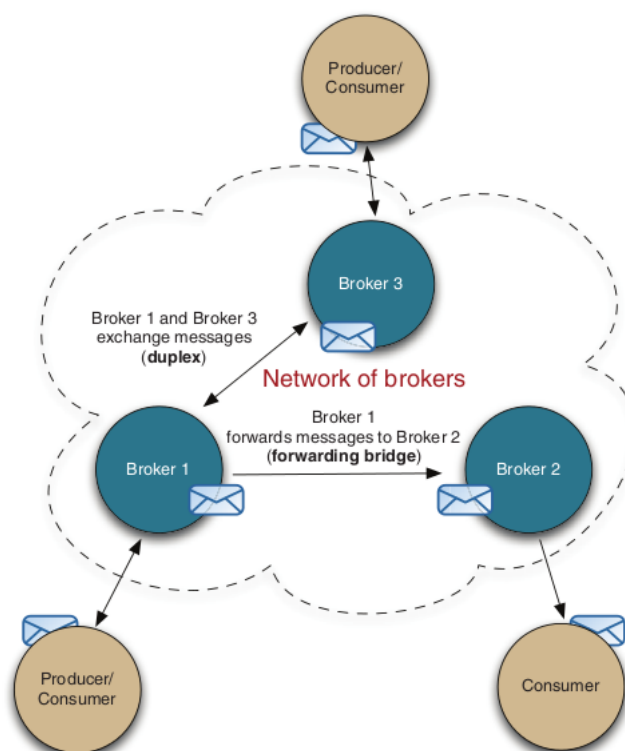 Producer/
Consumer
Broker 3
Broker 1 and Broker 3
exchange messages
(duplex)
Network of brokers
Broker 1
forwards messages to Broker 2
(forwarding bridge)
Broker 1
Broker 2
Producer/
Consumer
Consumer